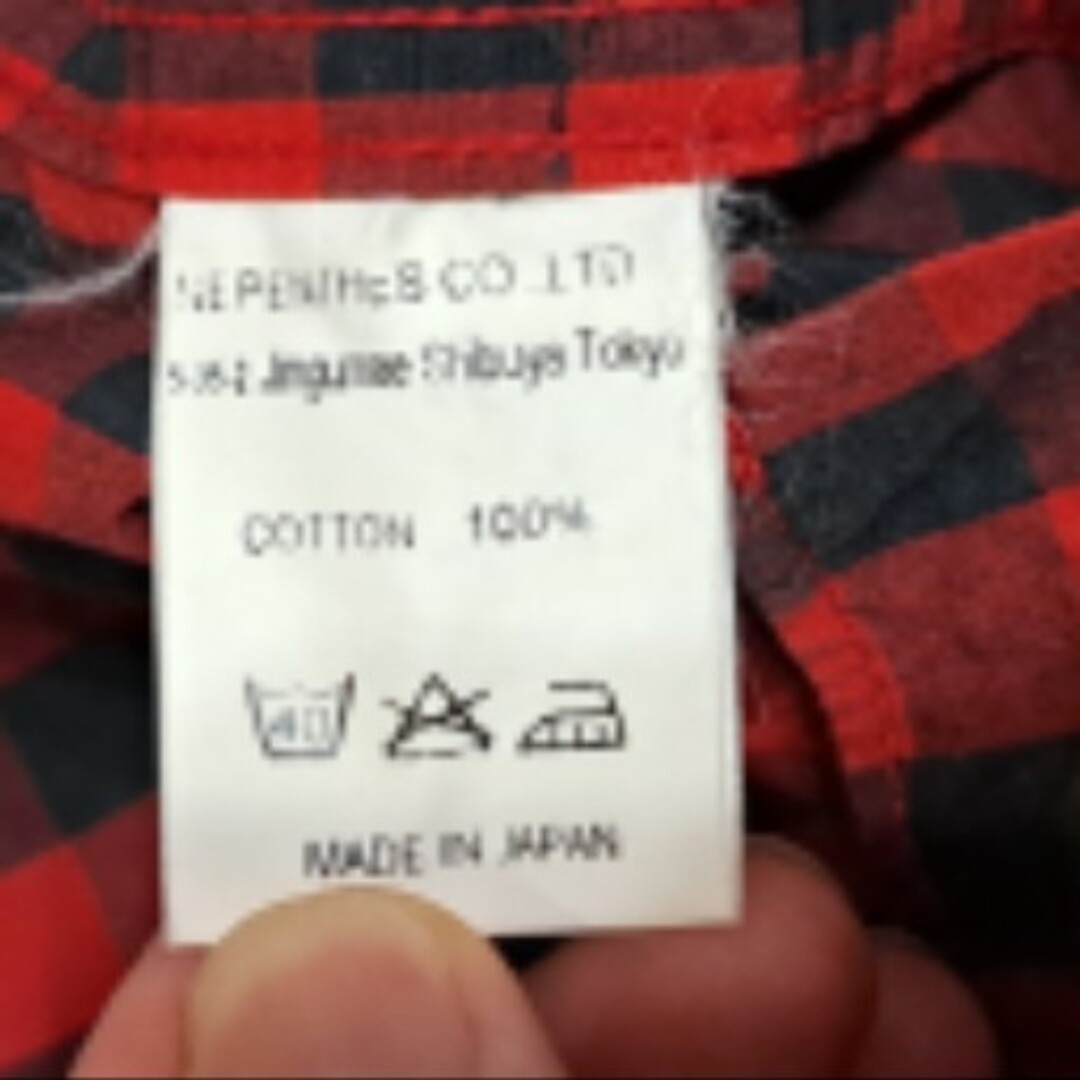 NEPENTHES CO .LTD
Jingumae Shibuya Tokyo
COTTON 100%
40
MADE IN JAPAN